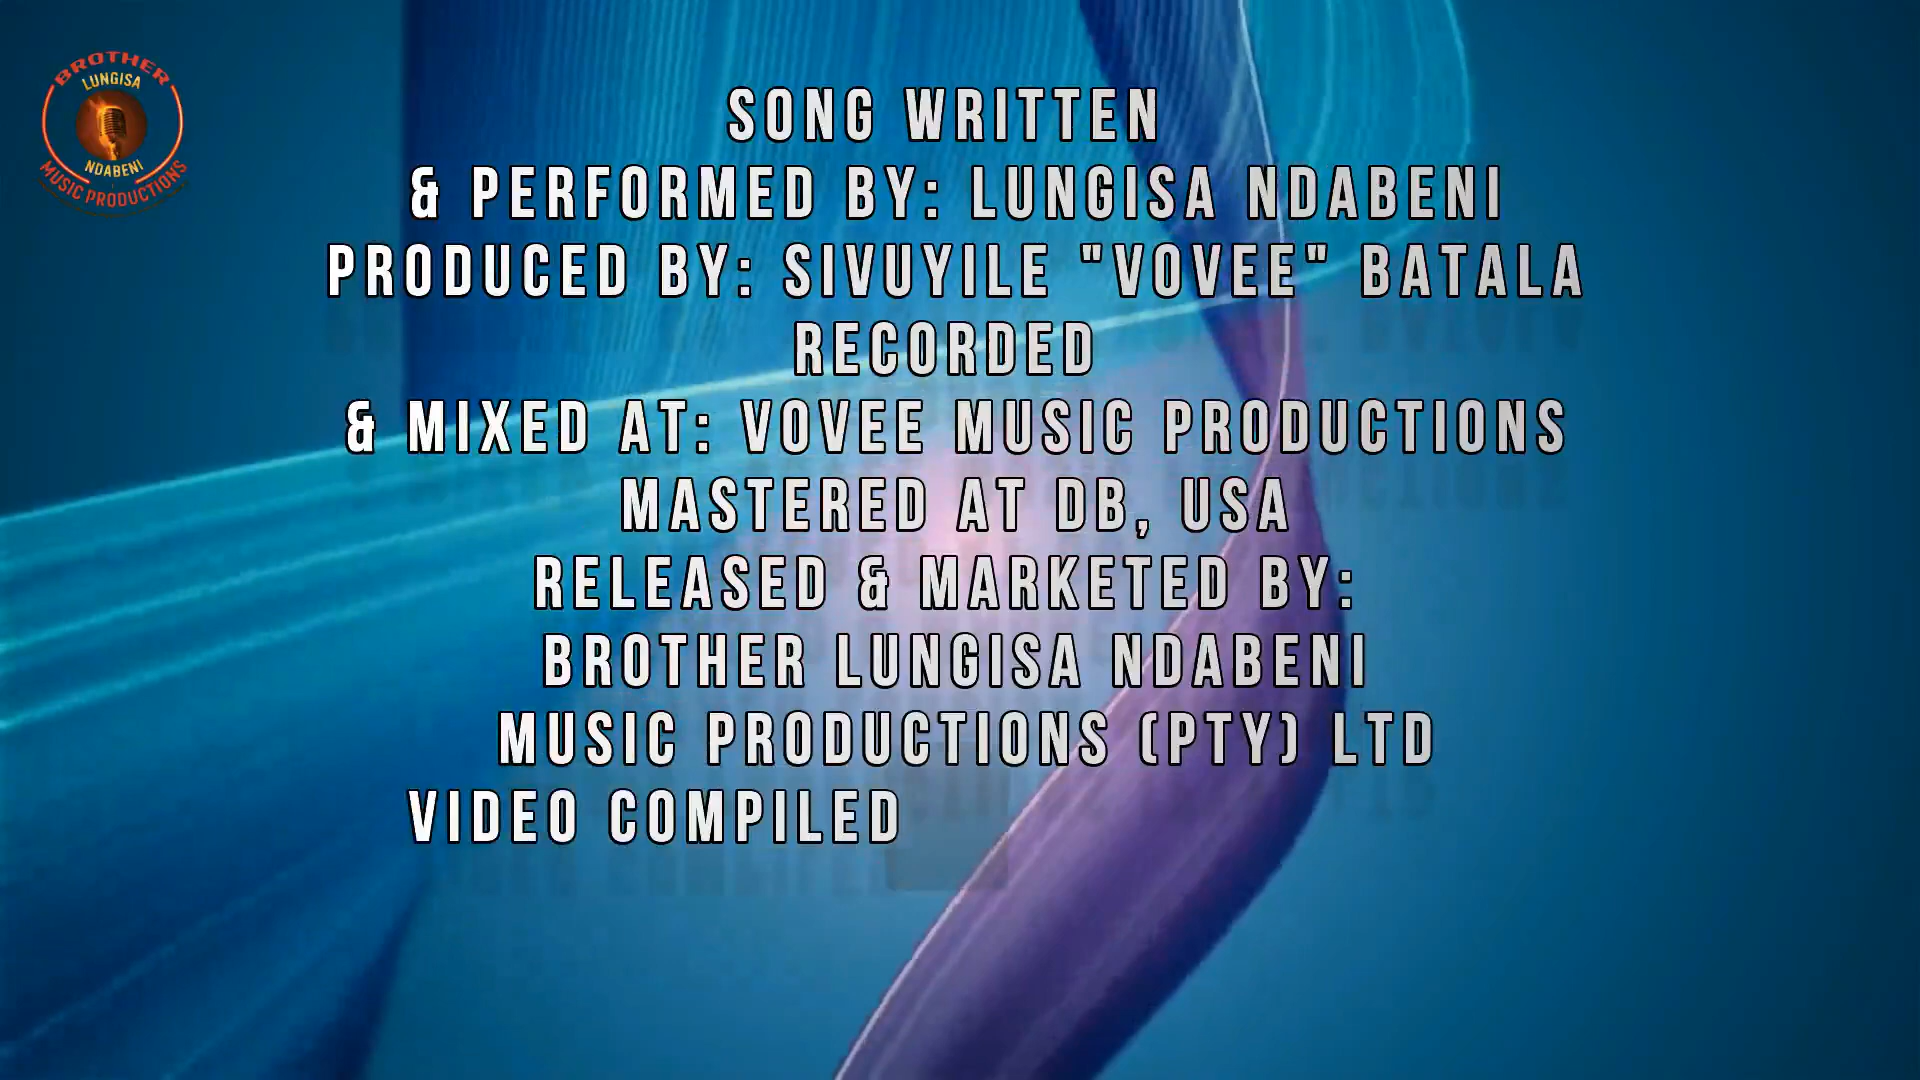 BROTHER
LUNGISA
NDABENI
MUSIC PRODUCTIONS
SONG WRITTEN
& PERFORMED BY: LUNGISA NDABENI
PRODUCED BY: SIVUYILE "VOVEE" BATALA
RECORDED
& MIXED AT: VOVEE MUSIC PRODUCTIONS
MASTERED AT DB, USA
RELEASED & MARKETED BY:
BROTHER LUNGISA NDABENI
MUSIC PRODUCTIONS (PTY) LTD
VIDEO COMPILED